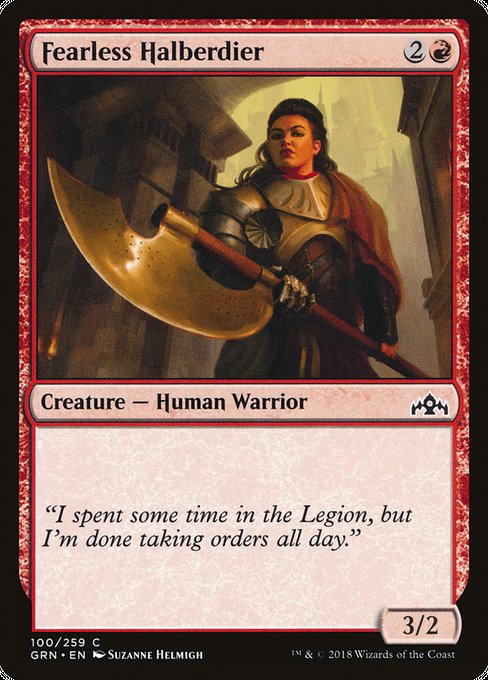 Fearless Halberdier 2
Creature — Human Warrior
“I spent some time in the Legion, but
I’m done taking orders all day.”
3/2
100/259 C
GRN • EN Suzanne Helmigh
™ & © 2018 Wizards of the Coast